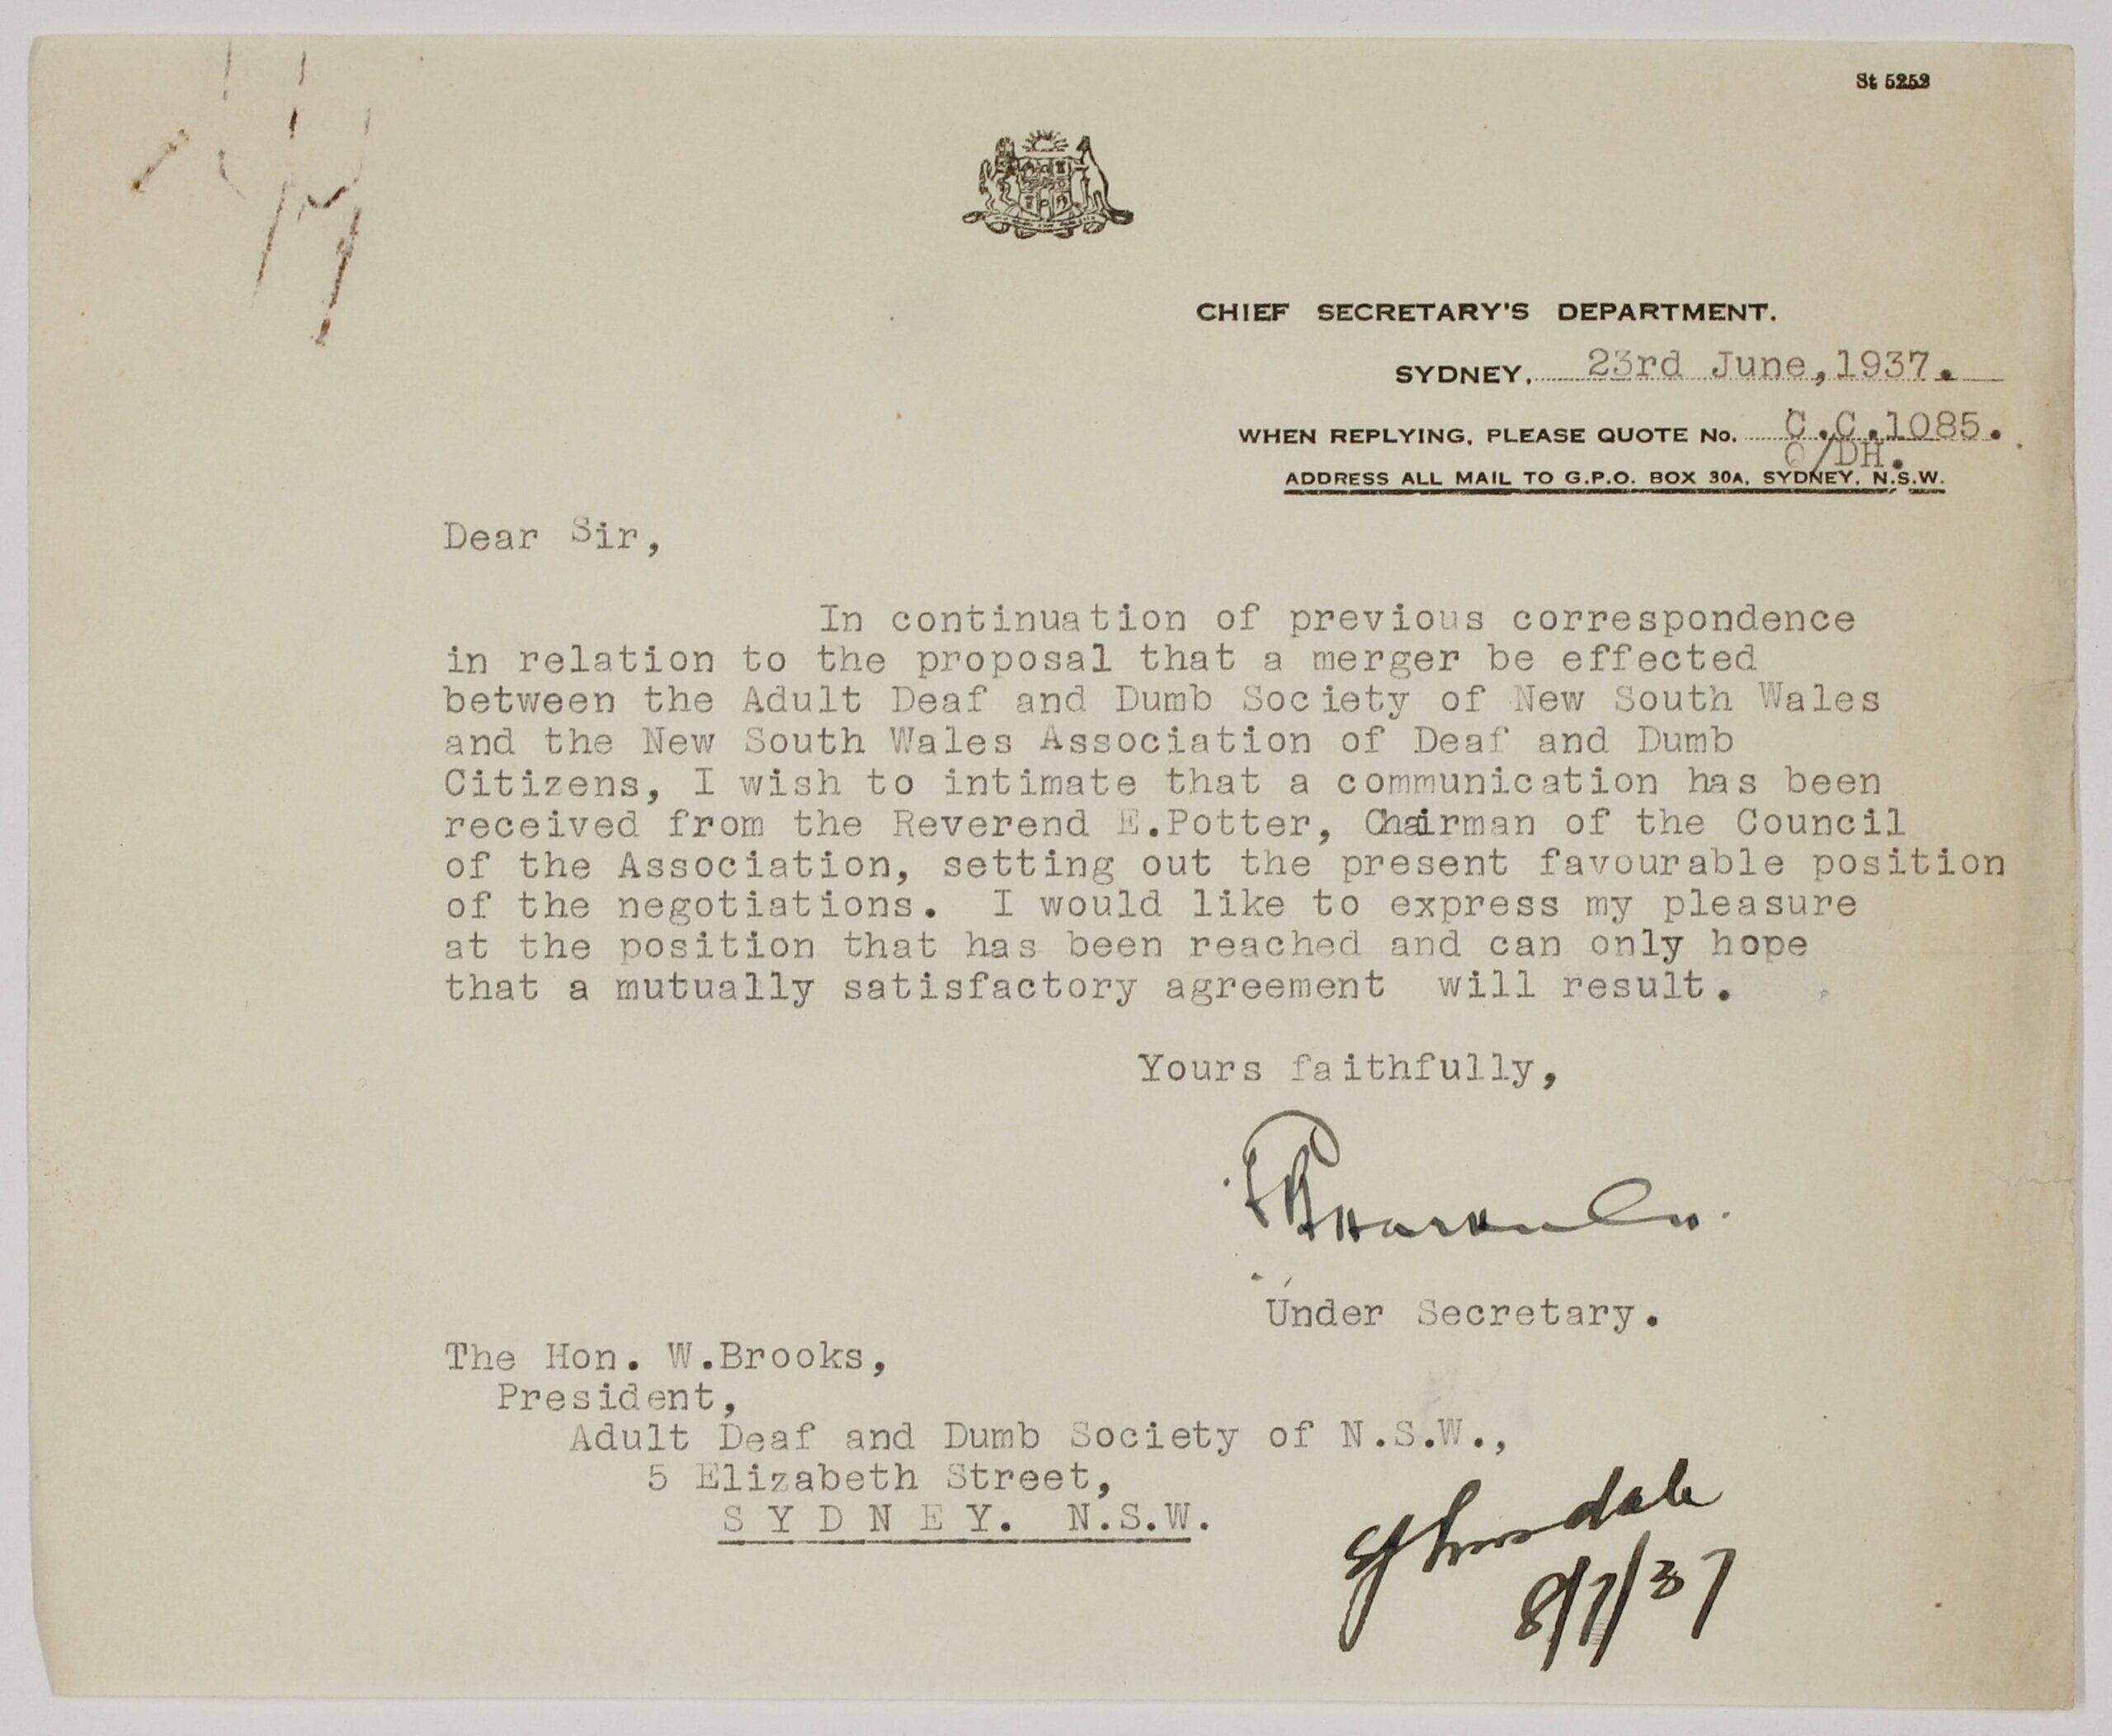 St 5252
CHIEF SECRETARY'S DEPARTMENT.
SYDNEY, 23rd June,1937.
WHEN REPLYING, PLEASE QUOTE No. C.C.1085.
O/DH.
ADDRESS ALL MAIL TO G.P.O. BOX 30A, SYDNEY, N.S.W.
Dear Sir,
In continuation of previous correspondence
in relation to the proposal that a merger be effected
between the Adult Deaf and Dumb Society of New South Wales
and the New South Wales Association of Deaf and Dumb
Citizens, I wish to intimate that a communication has been
received from the Reverend E.Potter, Chairman of the Council
of the Association, setting out the present favourable position
of the negotiations. I would like to express my pleasure
at the position that has been reached and can only hope
that a mutually satisfactory agreement will result.
Yours faithfully,
Under Secretary.
The Hon. W.Brooks,
President,
Adult Deaf and Dumb Society of N.S.W.,
5 Elizabeth Street,
SYDNEY. N.S.W.
8/7/37